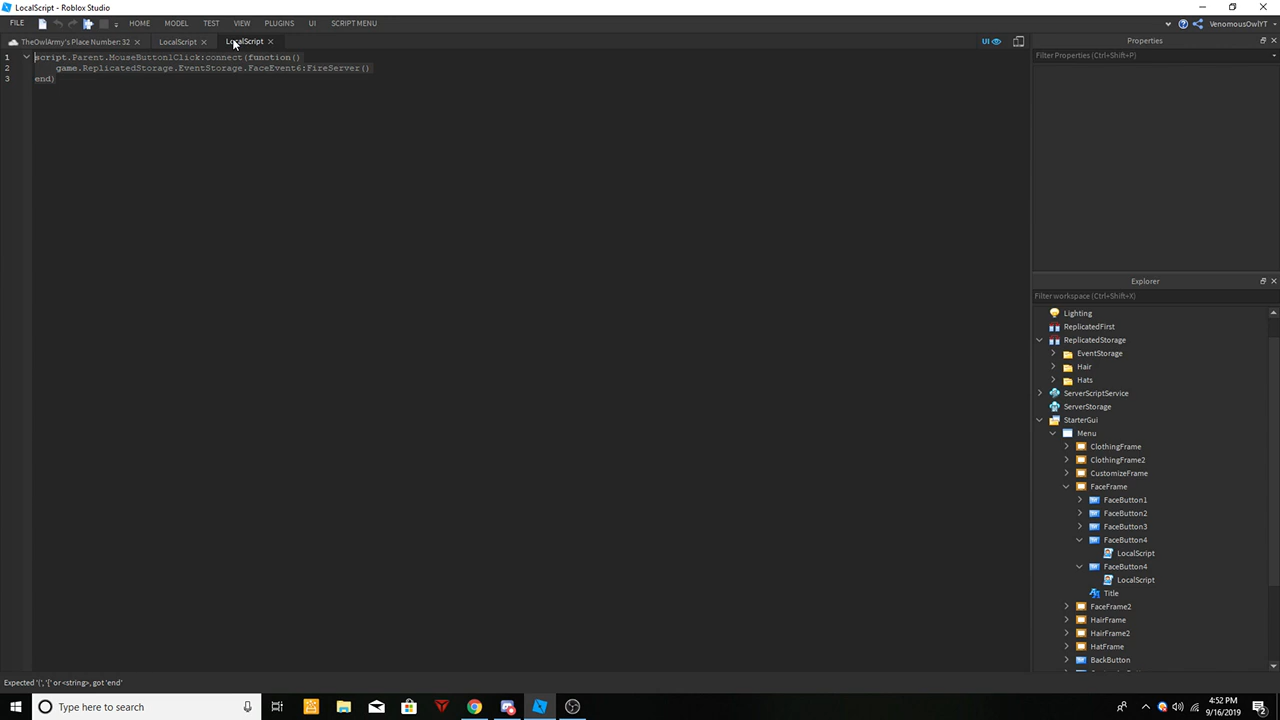 LocalScript - Roblox Studio
FILE HOME MODEL TEST VIEW PLUGINS UI SCRIPT MENU VenomousOwlYT
TheOwlArmy's Place Number: 32 LocalScript LocalScript UI Properties
1 script.Parent.MouseButton1Click:connect(function() Filter Properties (Ctrl+Shift+P)
2 game.ReplicatedStorage.EventStorage.FaceEvent6:FireServer()
3 end)
Explorer
Filter workspace (Ctrl+Shift+X)
Lighting
ReplicatedFirst
ReplicatedStorage
EventStorage
Hair
Hats
ServerScriptService
ServerStorage
StarterGui
Menu
ClothingFrame
ClothingFrame2
CustomizeFrame
FaceFrame
FaceButton1
FaceButton2
FaceButton3
FaceButton4
LocalScript
FaceButton4
LocalScript
Title
FaceFrame2
HairFrame
HairFrame2
HatFrame
BackButton
Expected '(', '[' or <string>, got 'end'
Type here to search
4:52 PM
9/16/2019
2